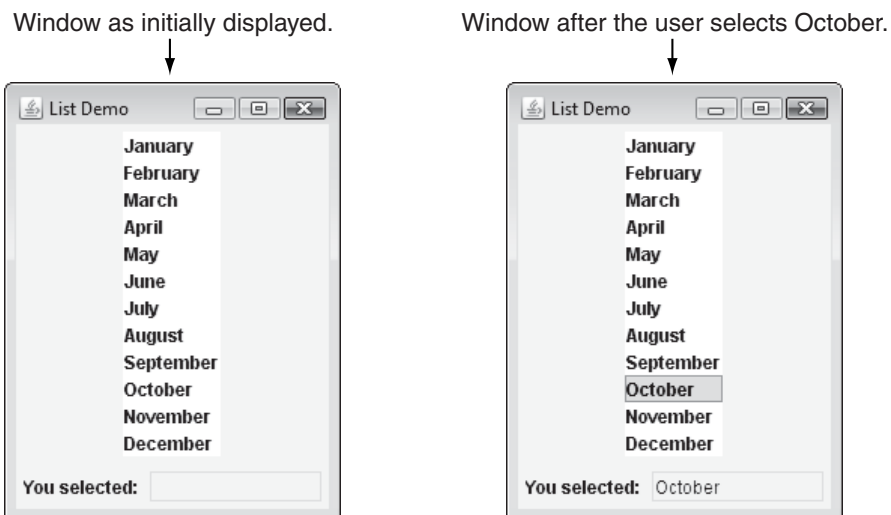 Window as initially displayed.
List Demo
January
February
March
April
May
June
July
August
September
October
November
December
You selected:
Window after the user selects October.
List Demo
January
February
March
April
May
June
July
August
September
October
November
December
You selected: October